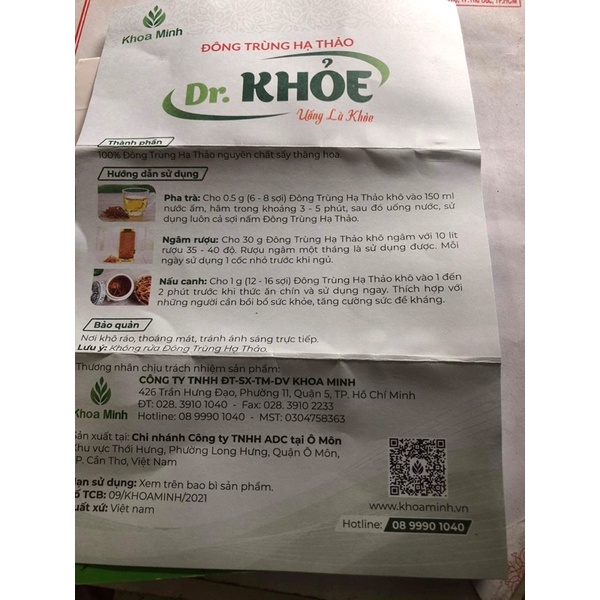 Khoa Minh
ĐÔNG TRÙNG HẠ THẢO
Dr. KHỎE
Uống Là Khỏe
Thành phần
100% Đông Trùng Hạ Thảo nguyên chất sấy thăng hoa.
Hướng dẫn sử dụng
Pha trà: Cho 0.5 g (6 - 8 sợi) Đông Trùng Hạ Thảo khô vào 150 ml
nước ấm, hãm trong khoảng 3 - 5 phút, sau đó uống nước, sử
dụng luôn cả sợi nấm Đông Trùng Hạ Thảo.
Ngâm rượu: Cho 30 g Đông Trùng Hạ Thảo khô ngâm với 10 lít
rượu 35 - 40 độ. Rượu ngâm một tháng là sử dụng được. Mỗi
ngày sử dụng 1 cốc nhỏ trước khi ngủ.
Nấu canh: Cho 1 g (12 - 16 sợi) Đông Trùng Hạ Thảo khô vào 1 đến
2 phút trước khi thức ăn chín và sử dụng ngay. Thích hợp với
những người cần bồi bổ sức khỏe, tăng cường sức đề kháng.
Bảo quản
Nơi khô ráo, thoáng mát, tránh ánh sáng trực tiếp.
Lưu ý: Không rửa Đông Trùng Hạ Thảo.
Thương nhân chịu trách nhiệm sản phẩm:
CÔNG TY TNHH ĐT-SX-TM-DV KHOA MINH
426 Trần Hưng Đạo, Phường 11, Quận 5, TP. Hồ Chí Minh
ĐT: 028. 3910 1040 - Fax: 028. 3910 2233
Hotline: 08 9990 1040 - MST: 0304758363
Khoa Minh
Sản xuất tại: Chi nhánh Công ty TNHH ADC tại Ô Môn
Khu vực Thới Hưng, Phường Long Hưng, Quận Ô Môn,
TP. Cần Thơ, Việt Nam
Hạn sử dụng: Xem trên bao bì sản phẩm.
Số TCB: 09/KHOAMINH/2021
Xuất xứ: Việt nam
www.khoaminh.vn
Hotline: 08 9990 1040